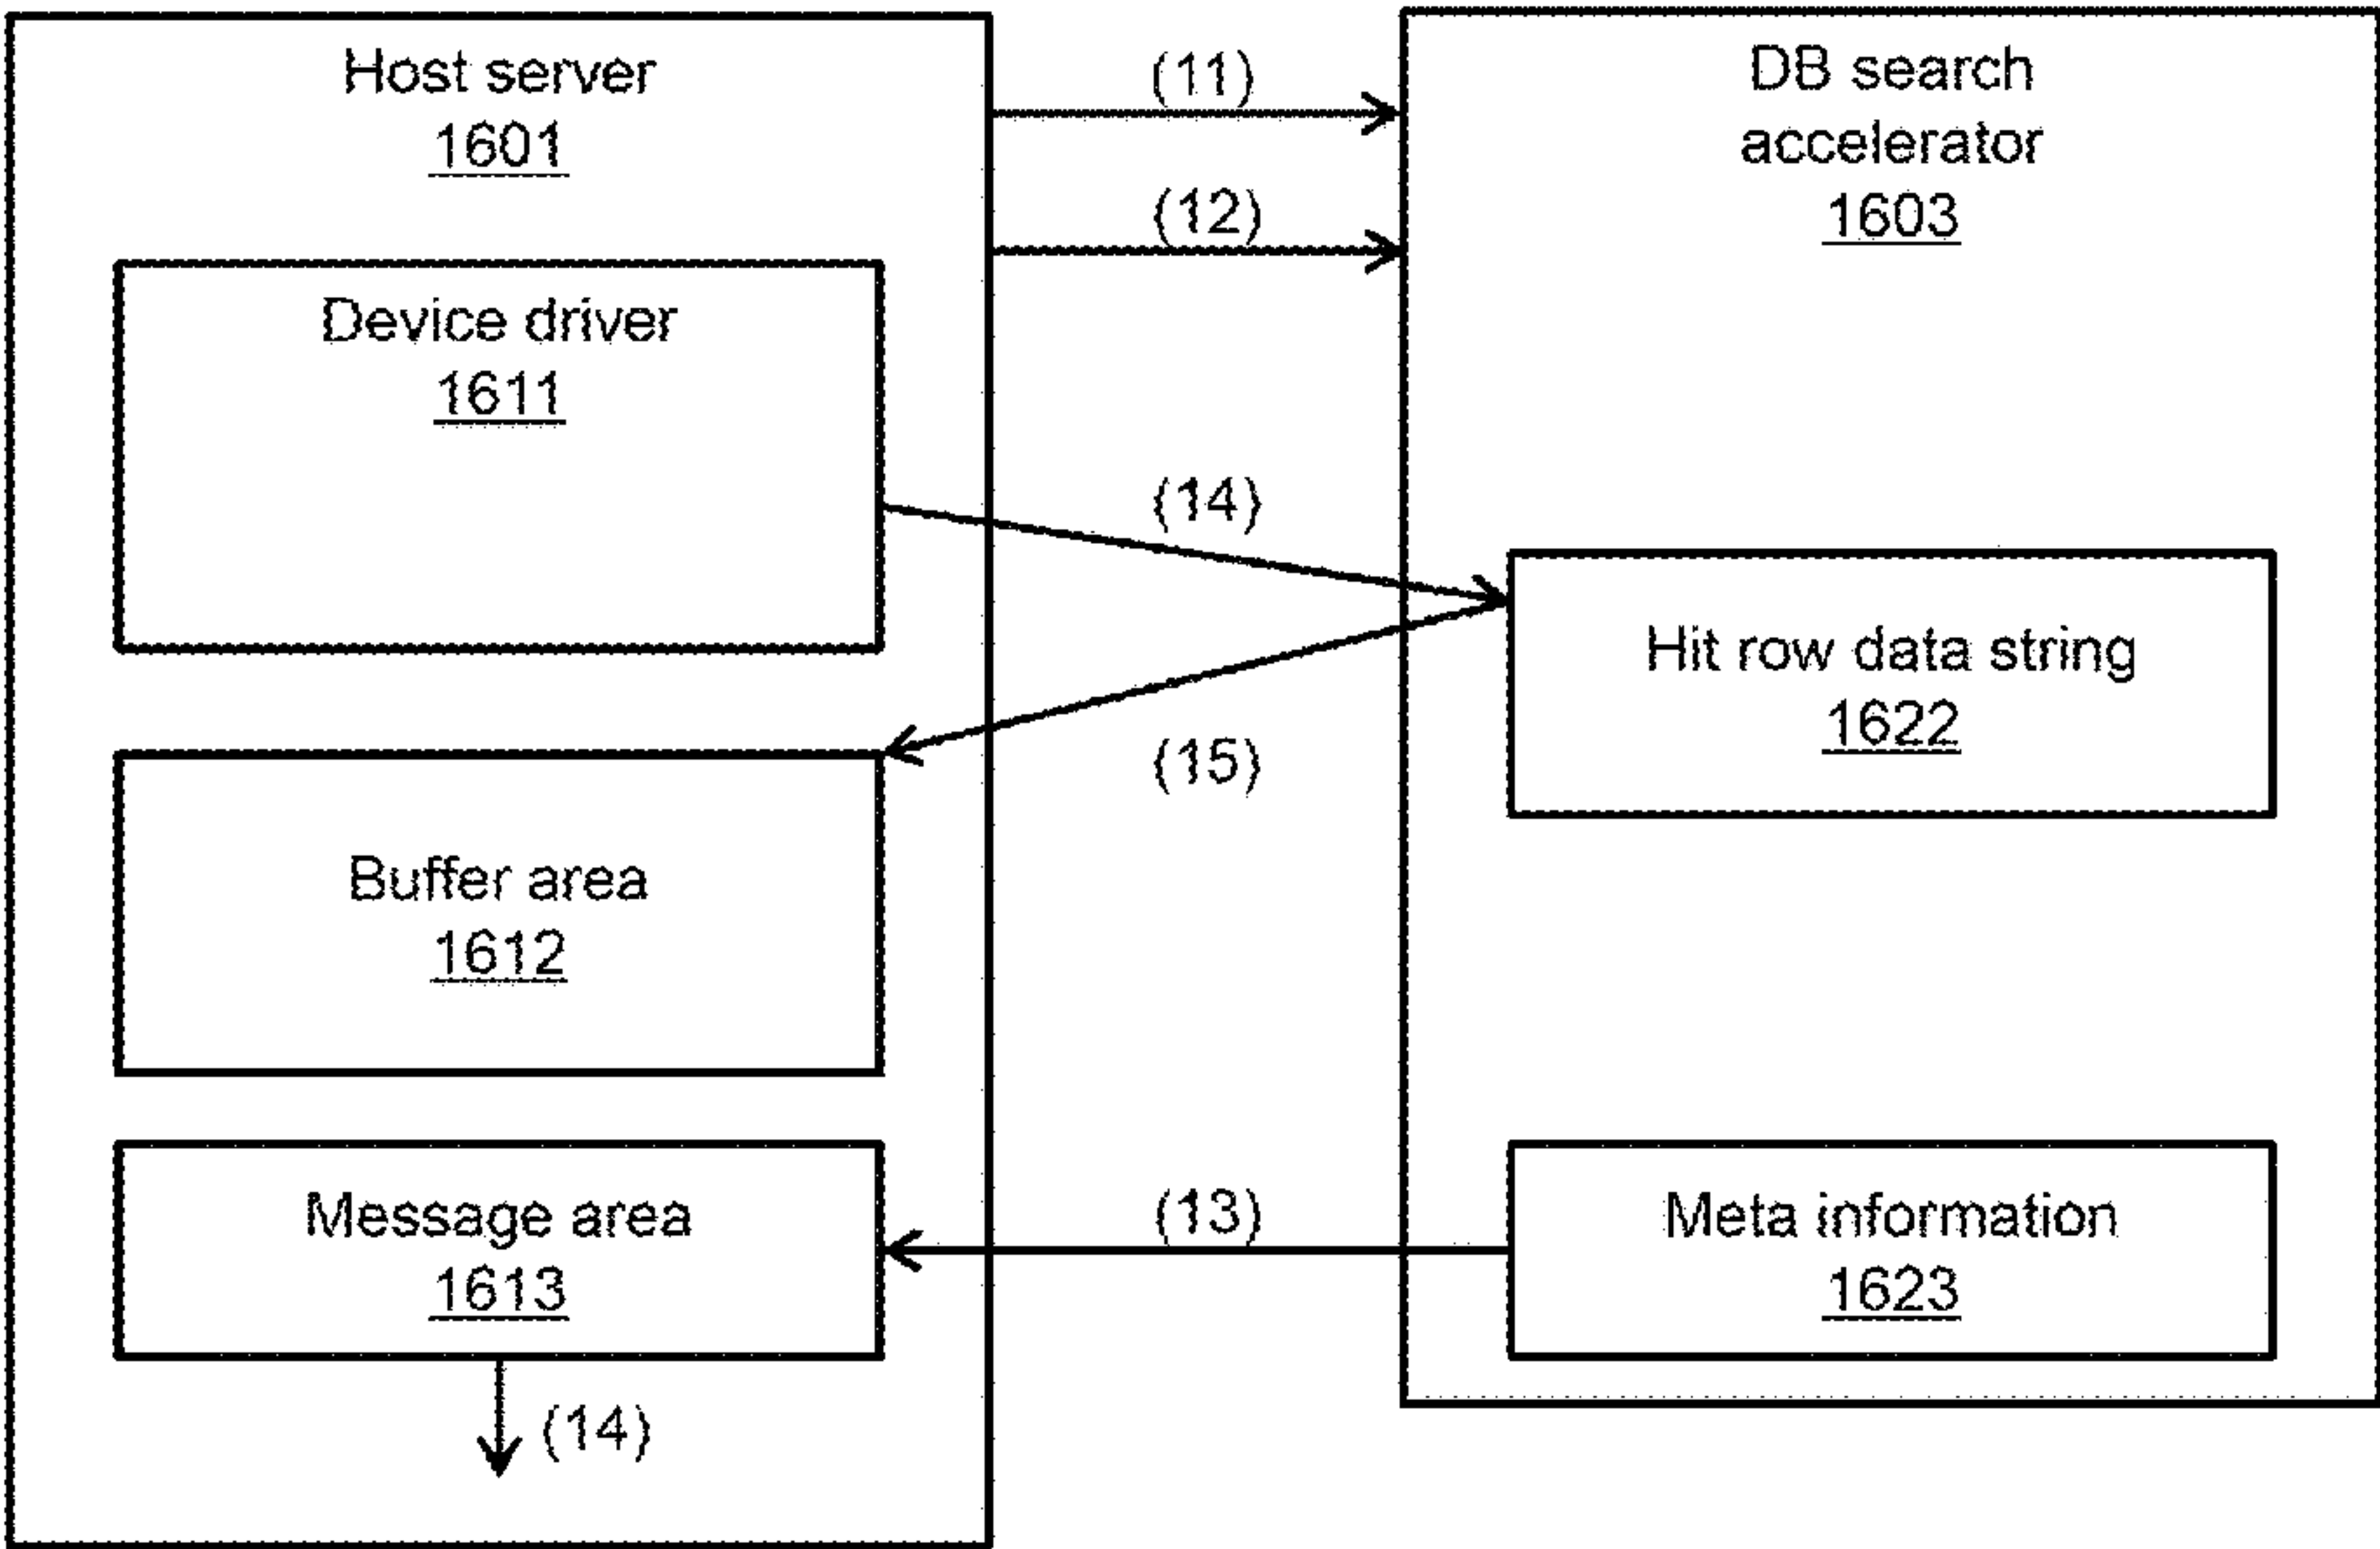 Host server
1601
Device driver
1611
Buffer area
1612
Message area
1613
(14)
(11)
(12)
(14)
(15)
(13)
DB search
accelerator
1603
Hit row data string
1622
Meta information
1623